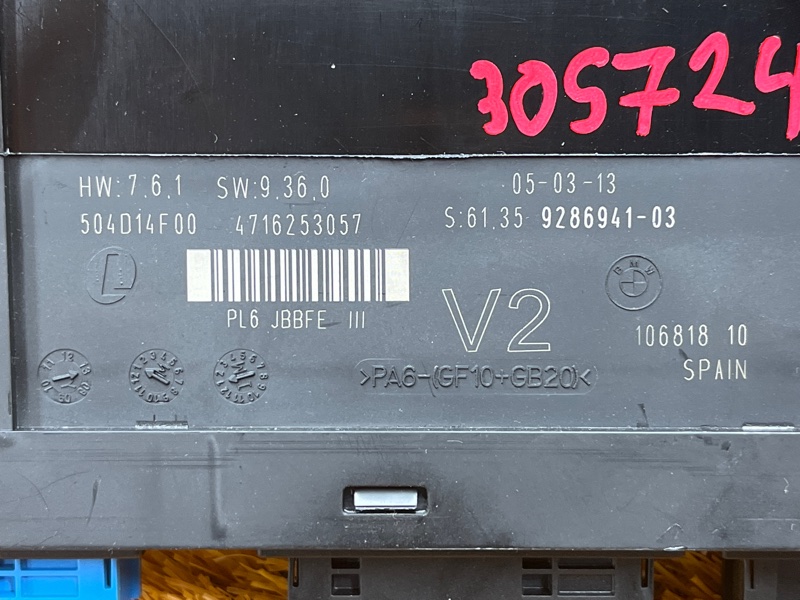 305724
HW:7.6.1 SW:9.36.0 05-03-13
504D14F00 4716253057 S:61.35 9286941-03
BMW
PL6 JBBFE III V2
106818 10
>PA6-(GF10+GB20)< SPAIN